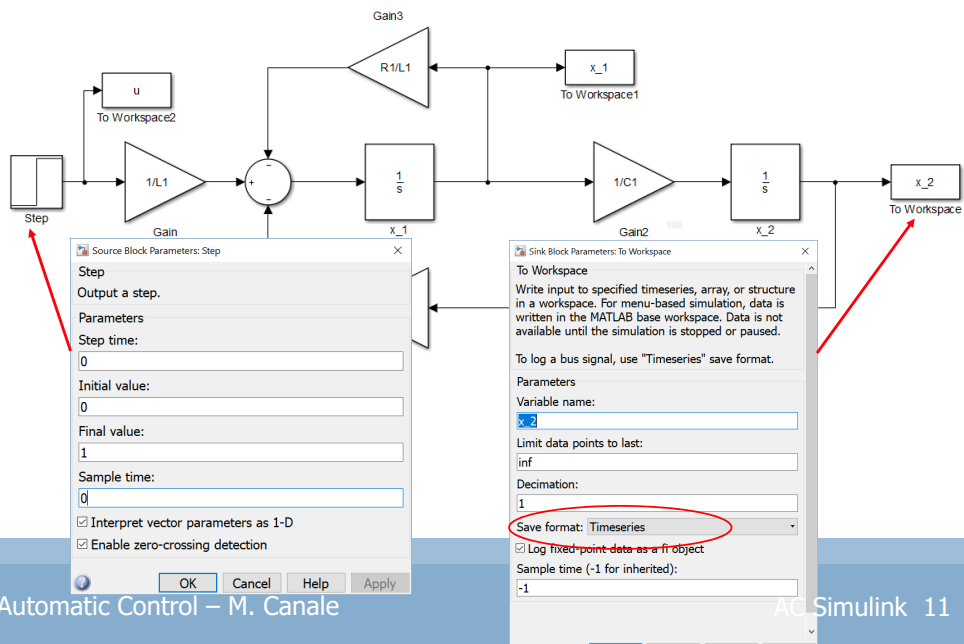 Gain3
R1/L1
x_1
To Workspace1
u
To Workspace2
1/L1
+
−
−
1
s
1/C1
1
s
x_2
To Workspace
Step
Gain
x_1
Gain2
x_2
Source Block Parameters: Step
Step
Output a step.
Parameters
Step time:
0
Initial value:
0
Final value:
1
Sample time:
0
Interpret vector parameters as 1-D
Enable zero-crossing detection
OK Cancel Help Apply
Sink Block Parameters: To Workspace
To Workspace
Write input to specified timeseries, array, or structure
in a workspace. For menu-based simulation, data is
written in the MATLAB base workspace. Data is not
available until the simulation is stopped or paused.
To log a bus signal, use "Timeseries" save format.
Parameters
Variable name:
x_2
Limit data points to last:
inf
Decimation:
1
Save format: Timeseries
Log fixed-point data as a fi object
Sample time (-1 for inherited):
-1
Automatic Control – M. Canale
AC Simulink 11